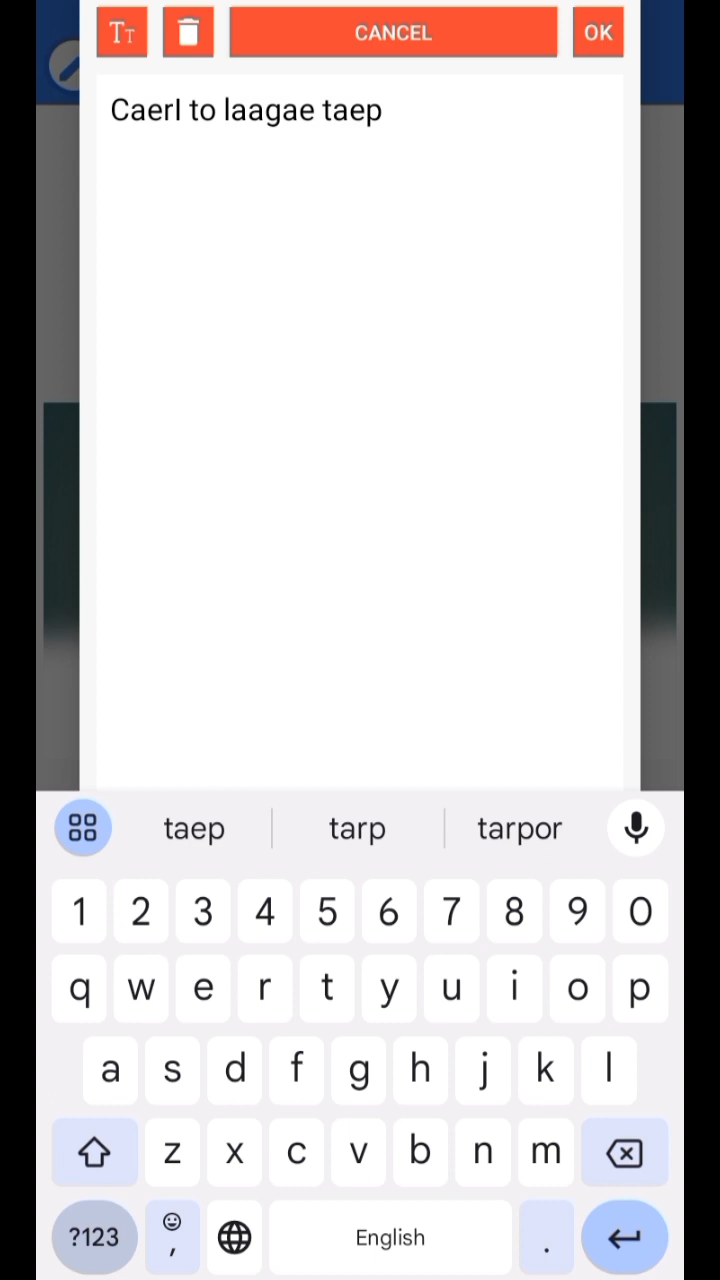 TT
CANCEL
OK
Caerl to laagae taep
taep tarp tarpor
1 2 3 4 5 6 7 8 9 0
q w e r t y u i o p
a s d f g h j k l
z x c v b n m
?123 , English .